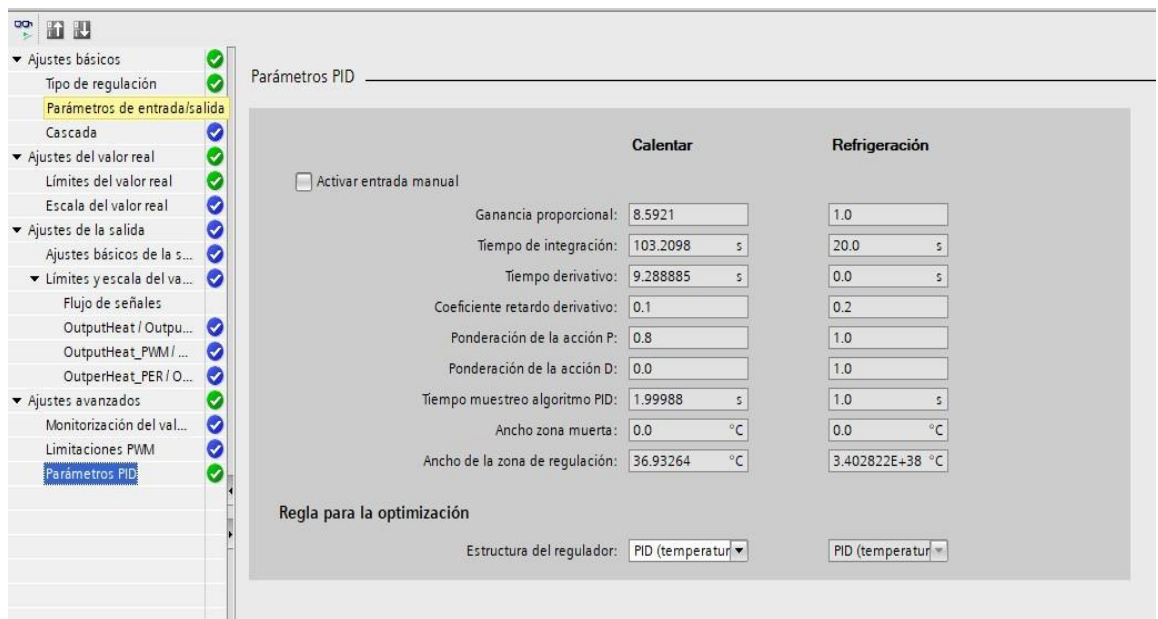 Ajustes básicos
Tipo de regulación
Parámetros de entrada/salida
Cascada
Ajustes del valor real
Límites del valor real
Escala del valor real
Ajustes de la salida
Ajustes básicos de la s...
Límites y escala del va...
Flujo de señales
OutputHeat / Outpu...
OutputHeat_PWM / ...
OutperHeat_PER / O...
Ajustes avanzados
Monitorización del val...
Limitaciones PWM
Parámetros PID
Parámetros PID
Calentar Refrigeración
Activar entrada manual
Ganancia proporcional: 8.5921 1.0
Tiempo de integración: 103.2098 s 20.0 s
Tiempo derivativo: 9.288885 s 0.0 s
Coeficiente retardo derivativo: 0.1 0.2
Ponderación de la acción P: 0.8 1.0
Ponderación de la acción D: 0.0 1.0
Tiempo muestreo algoritmo PID: 1.99988 s 1.0 s
Ancho zona muerta: 0.0 °C 0.0 °C
Ancho de la zona de regulación: 36.93264 °C 3.402822E+38 °C
Regla para la optimización
Estructura del regulador: PID (temperatur PID (temperatur